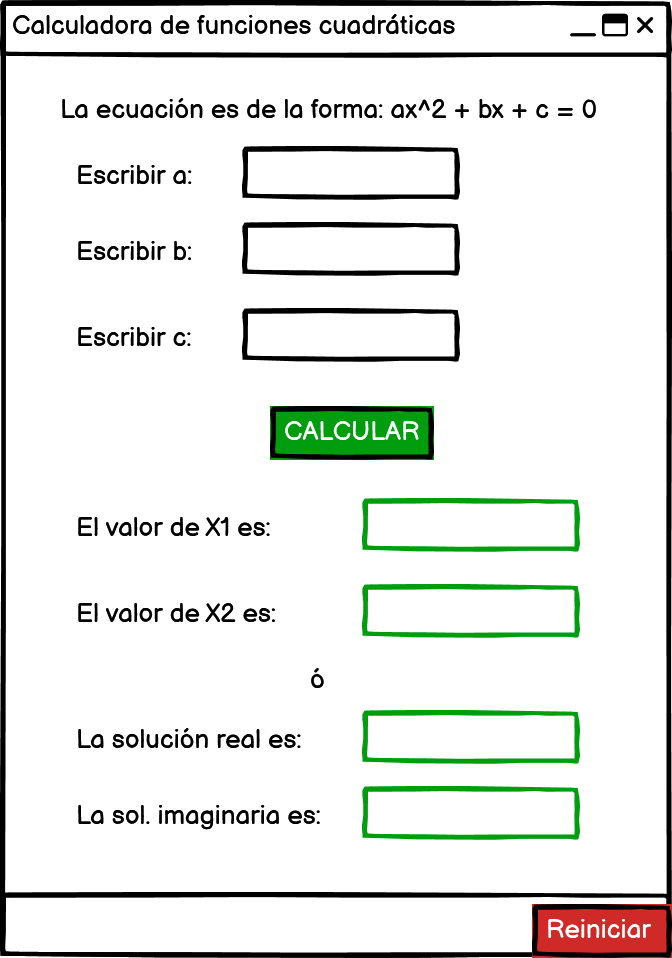 Calculadora de funciones cuadráticas
La ecuación es de la forma: ax^2 + bx + c = 0
Escribir a:
Escribir b:
Escribir c:
CALCULAR
El valor de X1 es:
El valor de X2 es:
ó
La solución real es:
La sol. imaginaria es:
Reiniciar